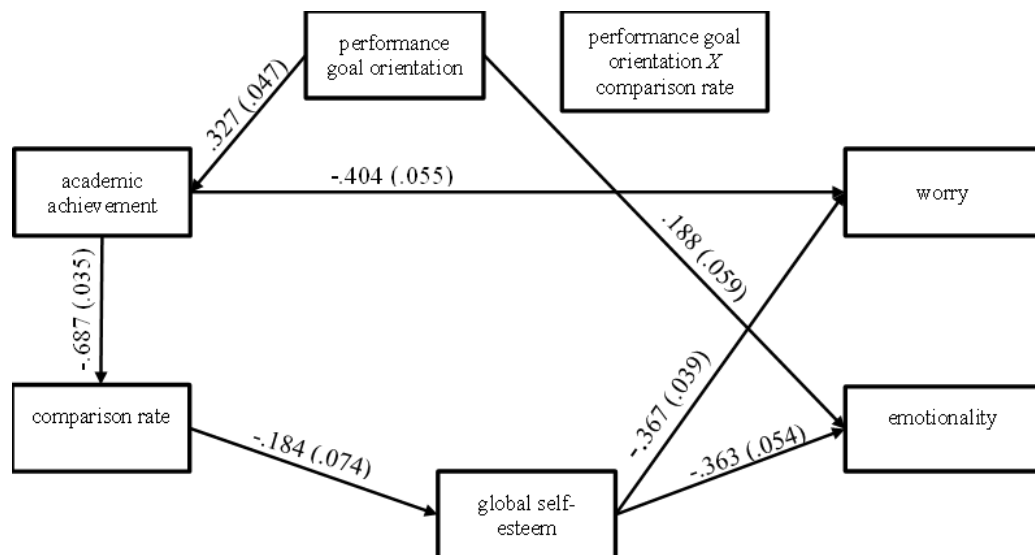 performance
goal orientation
performance goal
orientation X
comparison rate
.327 (.047)
academic
achievement
-.404 (.055)
worry
.188 (.059)
-.687 (.035)
comparison rate
-.184 (.074)
-.367 (.039)
-.363 (.054)
emotionality
global self-
esteem